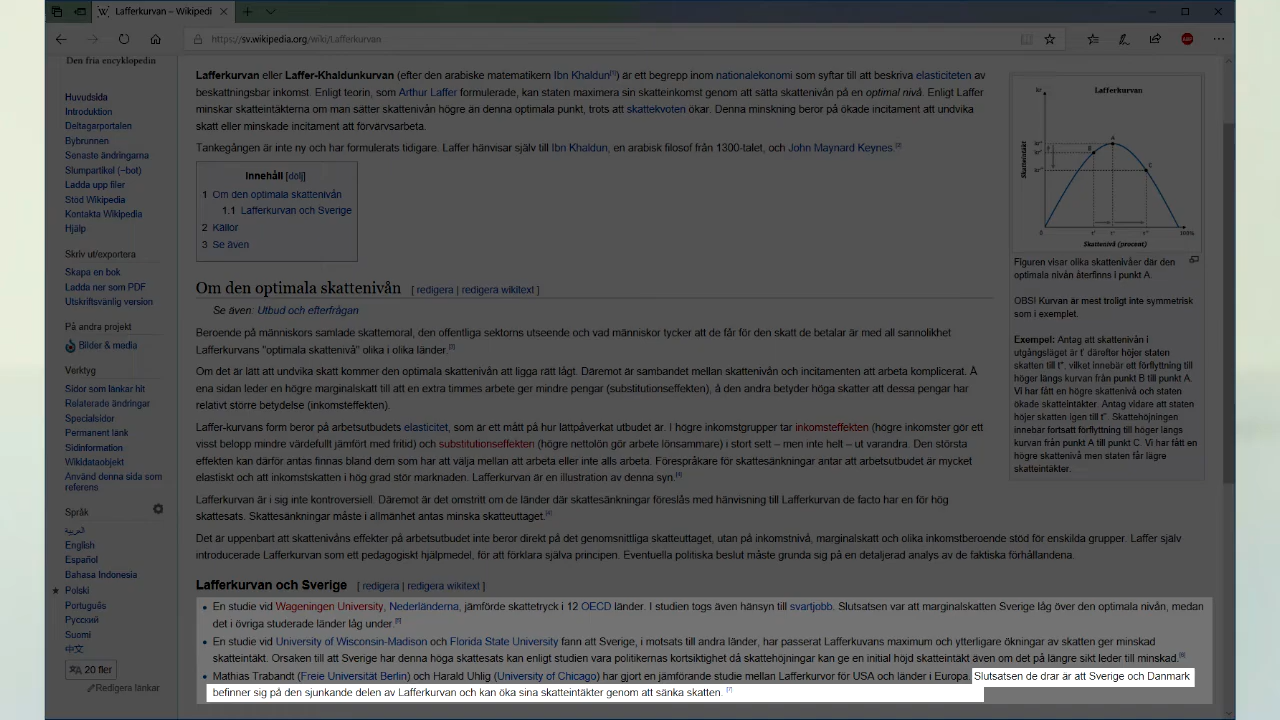 Lafferkurvan – Wikipedi
https://sv.wikipedia.org/wiki/Lafferkurvan
Den fria encyklopedin
Huvudsida
Introduktion
Deltagarportalen
Bybrunnen
Senaste ändringarna
Slumpartikel (~bot)
Ladda upp filer
Stöd Wikipedia
Kontakta Wikipedia
Hjälp
Skriv ut/exportera
Skapa en bok
Ladda ner som PDF
Utskriftsvänlig version
På andra projekt
Bilder & media
Verktyg
Sidor som länkar hit
Relaterade ändringar
Specialsidor
Permanent länk
Sidinformation
Wikidataobjekt
Använd denna sida som
referens
Språk
العربية
English
Español
Bahasa Indonesia
Polski
Português
Русский
Suomi
中文
20 fler
Redigera länkar
Lafferkurvan eller Laffer-Khaldunkurvan (efter den arabiske matematikern Ibn Khaldun[1]) är ett begrepp inom nationalekonomi som syftar till att beskriva elasticiteten av
beskattningsbar inkomst. Enligt teorin, som Arthur Laffer formulerade, kan staten maximera sin skatteinkomst genom att sätta skattenivån på en optimal nivå. Enligt Laffer
minskar skatteintäkterna om man sätter skattenivån högre än denna optimala punkt, trots att skattekvoten ökar. Denna minskning beror på ökade incitament att undvika
skatt eller minskade incitament att förvärvsarbeta.
Tankegången är inte ny och har formulerats tidigare. Laffer hänvisar själv till Ibn Khaldun, en arabisk filosof från 1300-talet, och John Maynard Keynes.[2]
Innehåll [dölj]
1 Om den optimala skattenivån
1.1 Lafferkurvan och Sverige
2 Källor
3 Se även
Om den optimala skattenivån [ redigera | redigera wikitext ]
Se även: Utbud och efterfrågan
Beroende på människors samlade skattemoral, den offentliga sektorns utseende och vad människor tycker att de får för den skatt de betalar är med all sannolikhet
Lafferkurvans "optimala skattenivå" olika i olika länder.[3]
Om det är lätt att undvika skatt kommer den optimala skattenivån att ligga rätt lågt. Däremot är sambandet mellan skattenivån och incitamenten att arbeta komplicerat. Å
ena sidan leder en högre marginalskatt till att en extra timmes arbete ger mindre pengar (substitutionseffekt), å den andra betyder höga skatter att dessa pengar har
relativt större betydelse (inkomsteffekten).
Laffer-kurvans form beror på arbetsutbudets elasticitet, som är ett mått på hur lättpåverkat utbudet är. I högre inkomstgrupper tar inkomsteffekten (högre inkomster gör ett
visst belopp mindre värdefullt jämfört med fritid) och substitutionseffekten (högre nettolön gör arbete lönsammare) i stort sett – men inte helt – ut varandra. Den största
effekten kan därför antas finnas bland dem som har att välja mellan att arbeta eller inte alls arbeta. Förespråkare för skattesänkningar antar att arbetsutbudet är mycket
elastiskt och att inkomstskatten i hög grad stör marknaden. Lafferkurvan är en illustration av denna syn.[4]
Lafferkurvan är i sig inte kontroversiell. Däremot är det omstritt om de länder där skattesänkningar föreslås med hänvisning till Lafferkurvan de facto har en för hög
skattesats. Skattesänkningar måste i allmänhet antas minska skatteuttaget.[4]
Det är uppenbart att skattenivåns effekter på arbetsutbudet inte beror direkt på det genomsnittliga skatteuttaget, utan på inkomstnivå, marginalskatt och olika inkomstberoende stöd för enskilda grupper. Laffer själv
introducerade Lafferkurvan som ett pedagogiskt hjälpmedel, för att förklara själva principen. Eventuella politiska beslut måste grunda sig på en detaljerad analys av de faktiska förhållandena.
Lafferkurvan och Sverige [ redigera | redigera wikitext ]
En studie vid Wageningen University, Nederländerna, jämförde skattetryck i 12 OECD länder. I studien togs även hänsyn till svartjobb. Slutsatsen var att marginalskatten Sverige låg över den optimala nivån, medan
det i övriga studerade länder låg under [5]
En studie vid University of Wisconsin-Madison och Florida State University fann att Sverige, i motsats till andra länder, har passerat Lafferkuvans maximum och ytterligare ökningar av skatten ger minskad
skatteintäkt. Orsaken till att Sverige har denna höga skattesats kan enligt studien vara politikernas kortsiktighet då skattehöjningar kan ge en initial höjd skatteintäkt även om det på längre sikt leder till minskad.[6]
Mathias Trabandt (Freie Universität Berlin) och Harald Uhlig (University of Chicago) har gjort en jämförande studie mellan Lafferkurvor för USA och länder i Europa. Slutsatsen de drar är att Sverige och Danmark
befinner sig på den sjunkande delen av Lafferkurvan och kan öka sina skatteintäkter genom att sänka skatten. [7]
Lafferkurvan
kr
Skatteintäkt
A
B
C
0
t'
t*
t''
100%
Skattenivå (procent)
Figuren visar olika skattenivåer där den
optimala nivån återfinns i punkt A.
OBS! Kurvan är mest troligt inte symmetrisk
som i exemplet.
Exempel: Antag att skattenivån i
utgångsläget är t' därefter höjer staten
skatten till t*, vilket innebär ett förflyttning till
höger längs kurvan från punkt B till punkt A.
Vi har fått en högre skattenivå och staten
ökade skatteintäkter. Antag vidare att staten
höjer skatten igen till t''. Skattehöjningen
innebär fortsatt förflyttning till höger längs
kurvan från punkt A till punkt C. Vi har fått en
högre skattenivå men staten får lägre
skatteintäkter.